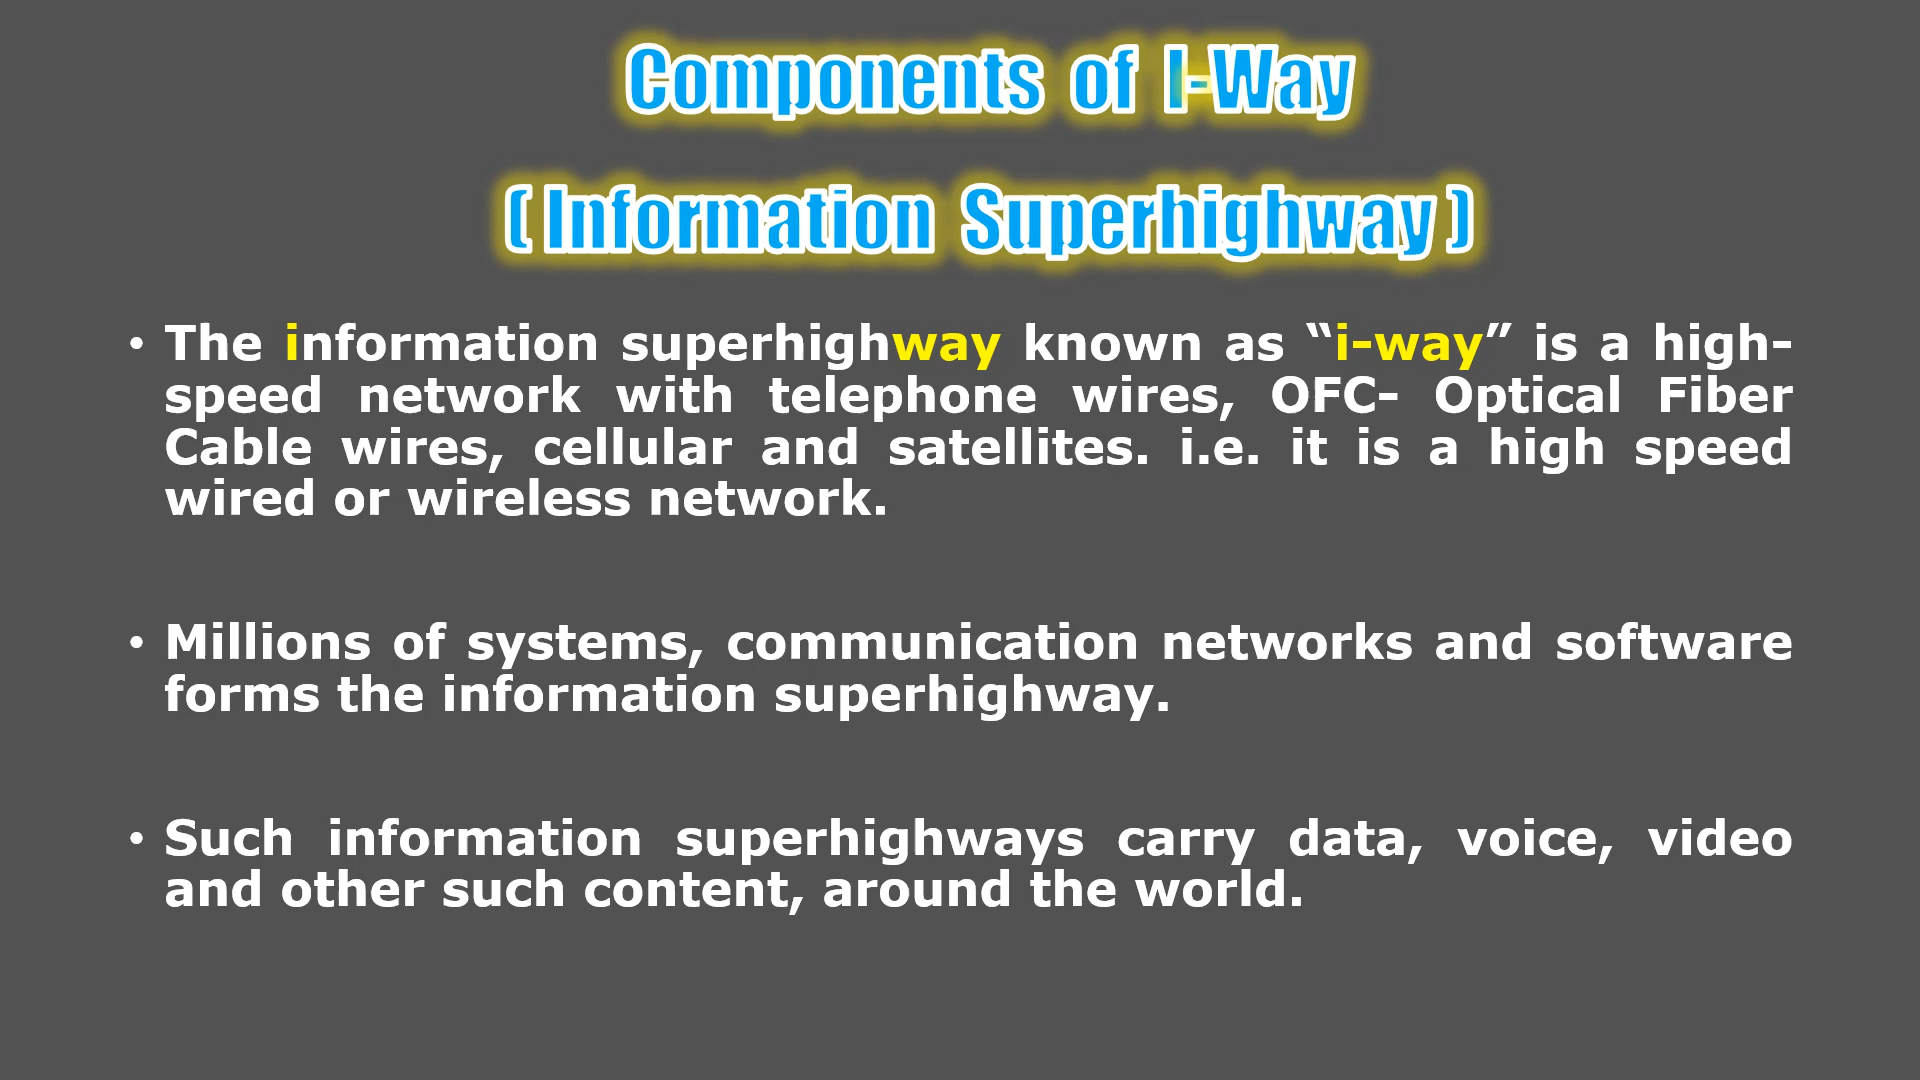 Components of I-Way
( Information Superhighway )
• The information superhighway known as “i-way” is a high-
speed network with telephone wires, OFC- Optical Fiber
Cable wires, cellular and satellites. i.e. it is a high speed
wired or wireless network.
• Millions of systems, communication networks and software
forms the information superhighway.
• Such information superhighways carry data, voice, video
and other such content, around the world.